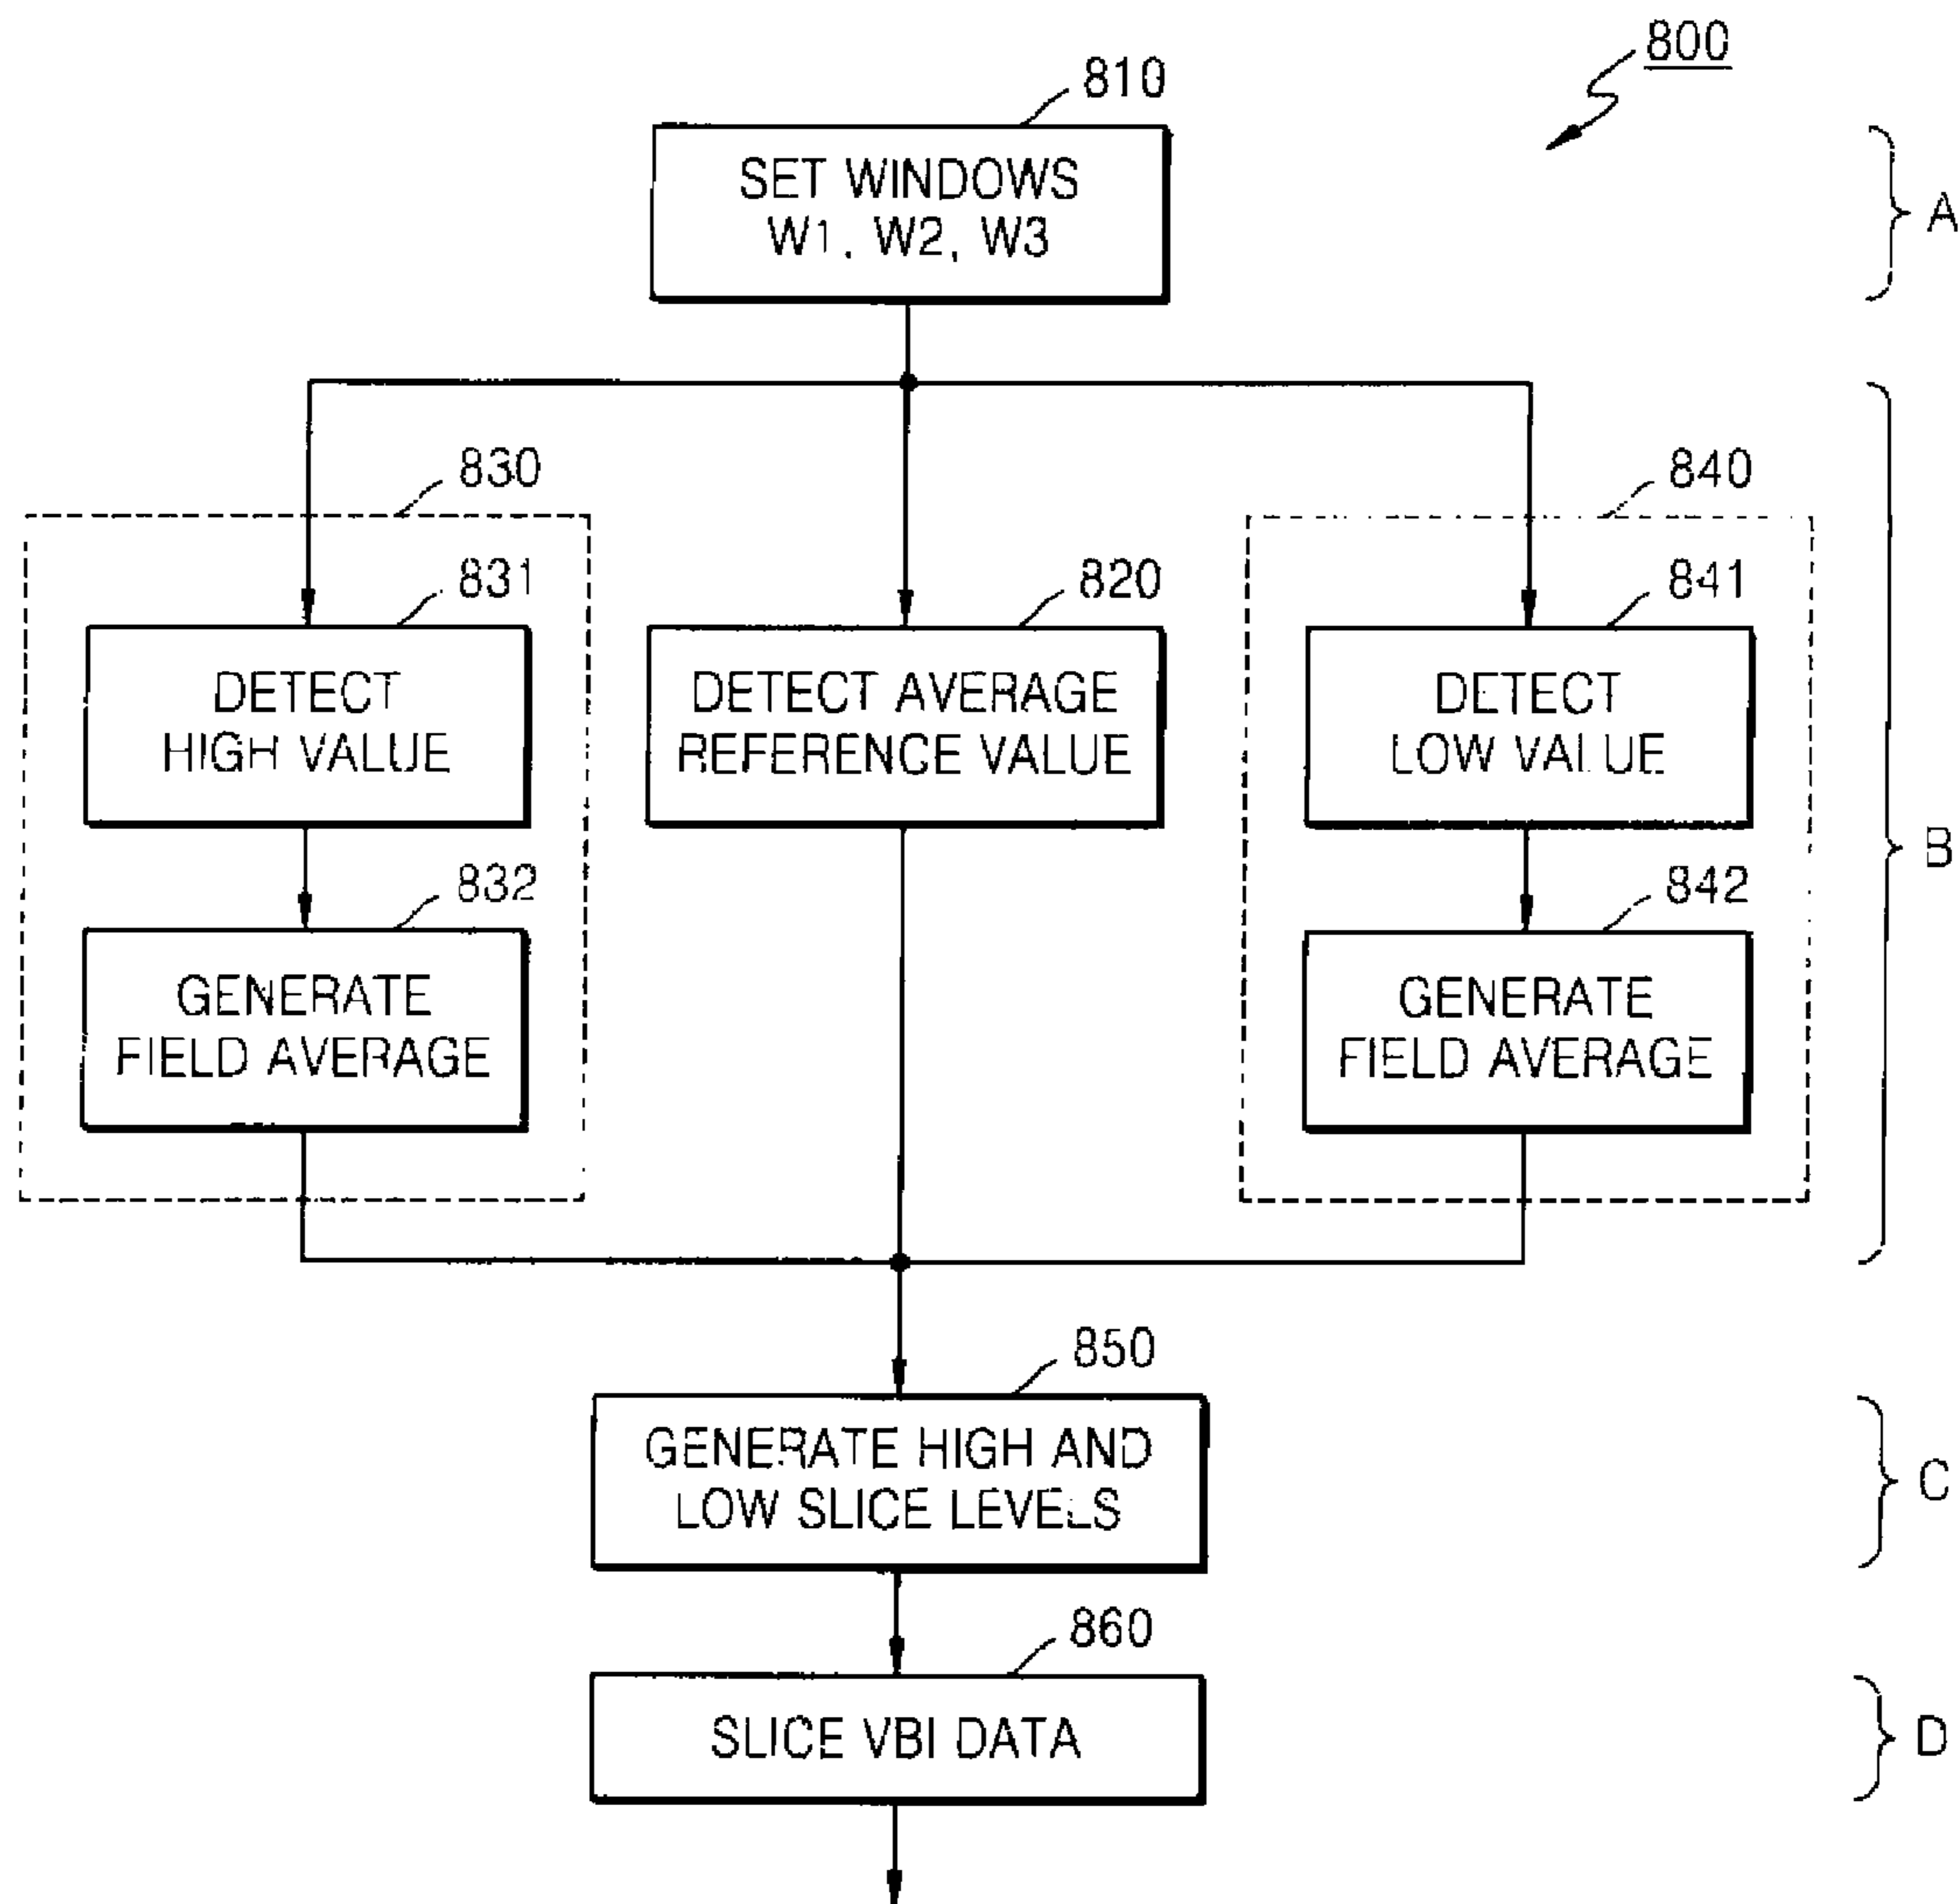 800
810
SET WINDOWS
W1, W2, W3
A
830
840
831
820
841
DETECT
HIGH VALUE
DETECT AVERAGE
REFERENCE VALUE
DETECT
LOW VALUE
B
832
842
GENERATE
FIELD AVERAGE
GENERATE
FIELD AVERAGE
850
GENERATE HIGH AND
LOW SLICE LEVELS
C
860
SLICE VBI DATA
D